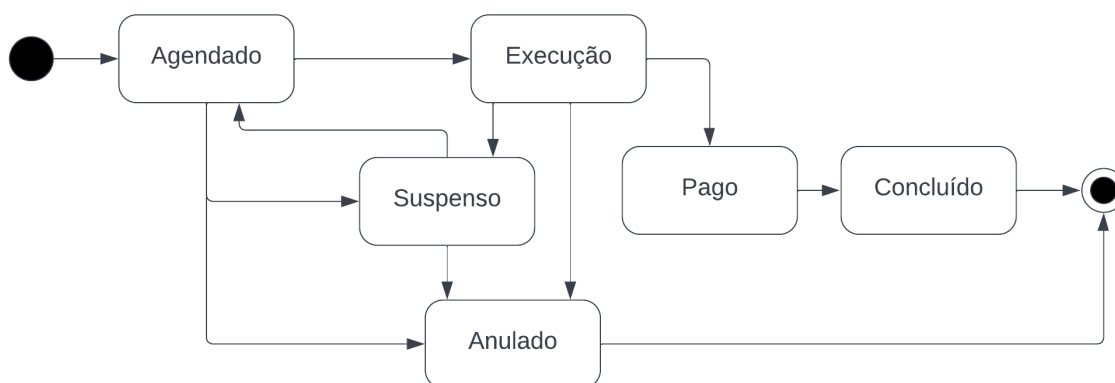 Agendado
Execução
Suspenso
Pago
Concluído
Anulado